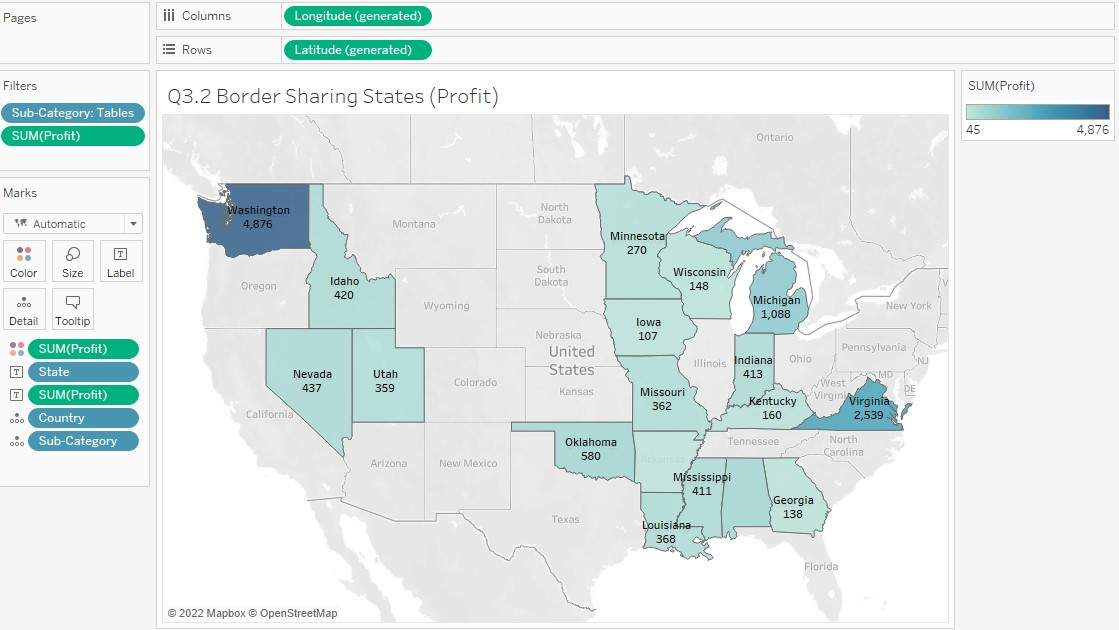 Pages
Columns
Longitude (generated)
Rows
Latitude (generated)
Filters
Sub-Category: Tables
SUM(Profit)
Marks
Automatic
Color
Size
Label
Detail
Tooltip
SUM(Profit)
State
SUM(Profit)
Country
Sub-Category
Q3.2 Border Sharing States (Profit)
Ontario
Washington
4,876
Montana
North
Dakota
Minnesota
270
Oregon
Idaho
420
South
Dakota
Wisconsin
148
Michigan
1,088
Wyoming
New York
Iowa
107
Nebraska
United
States
Pennsylvania
Illinois
Indiana
413
Ohio
NJ
Nevada
437
Utah
359
Colorado
Kansas
Missouri
362
MD
DE
West
Virginia
Kentucky
160
Virginia
2,539
California
Oklahoma
580
Tennessee
North
Carolina
Arizona
New Mexico
Arkansas
Mississippi
411
Georgia
138
Texas
Louisiana
368
Florida
© 2022 Mapbox © OpenStreetMap
SUM(Profit)
45
4,876